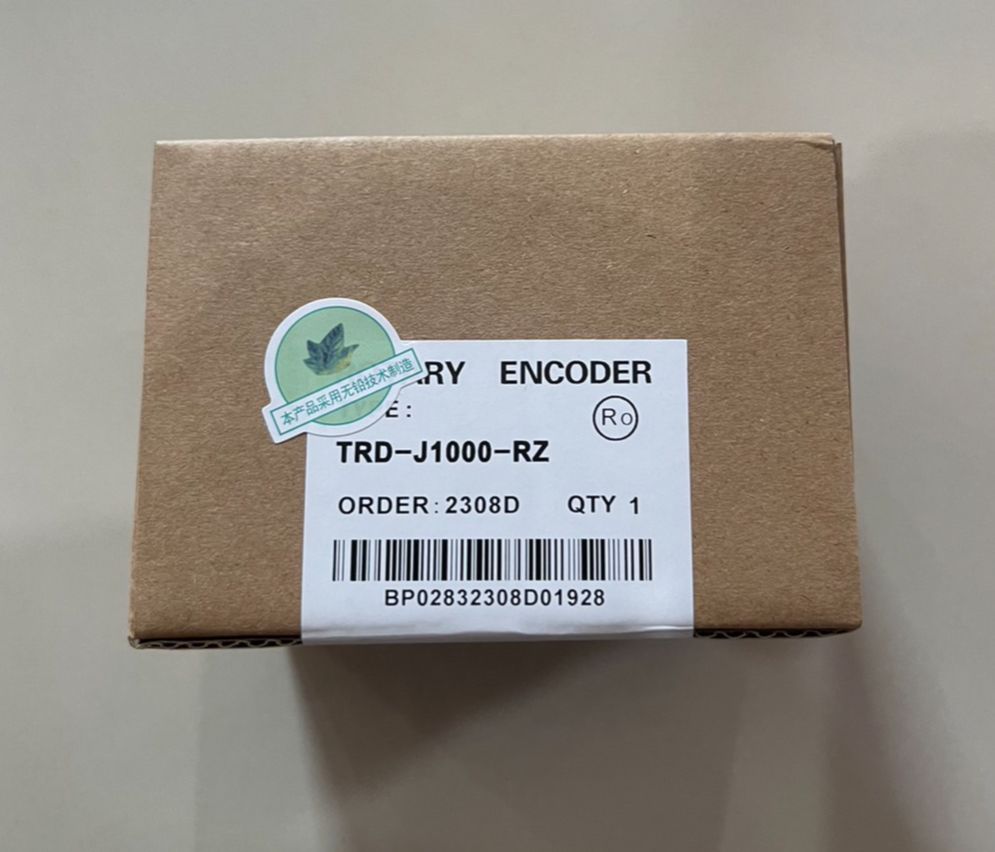 ARY ENCODER
E:
Ro
TRD-J1000-RZ
ORDER:2308D QTY 1
BP02832308D01928
本产品采用无铅技术制造